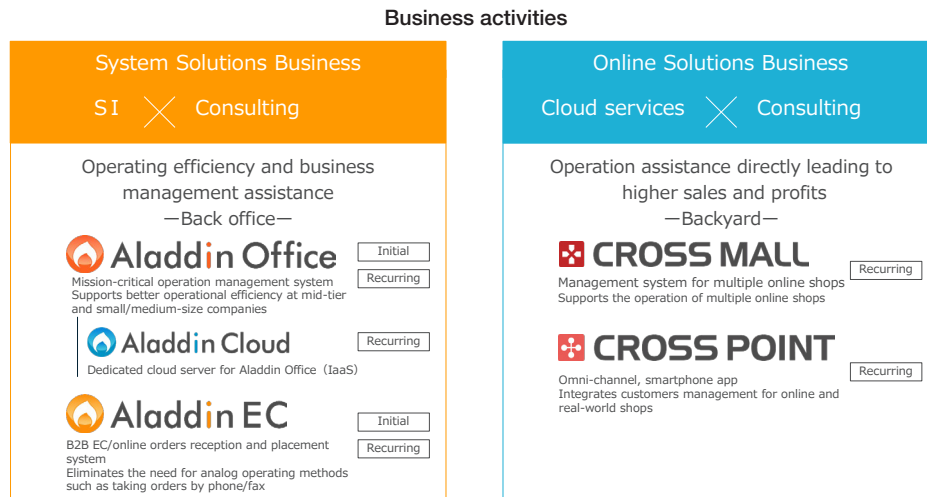 Business activities
System Solutions Business
SI × Consulting
Operating efficiency and business
management assistance
—Back office—
Aladdin Office
Initial
Recurring
Mission-critical operation management system
Supports better operational efficiency at mid-tier
and small/medium-size companies
Aladdin Cloud
Recurring
Dedicated cloud server for Aladdin Office (IaaS)
Aladdin EC
Initial
Recurring
B2B EC/online orders reception and placement
system
Eliminates the need for analog operating methods
such as taking orders by phone/fax
Online Solutions Business
Cloud services × Consulting
Operation assistance directly leading to
higher sales and profits
—Backyard—
CROSS MALL
Recurring
Management system for multiple online shops
Supports the operation of multiple online shops
CROSS POINT
Recurring
Omni-channel, smartphone app
Integrates customers management for online and
real-world shops